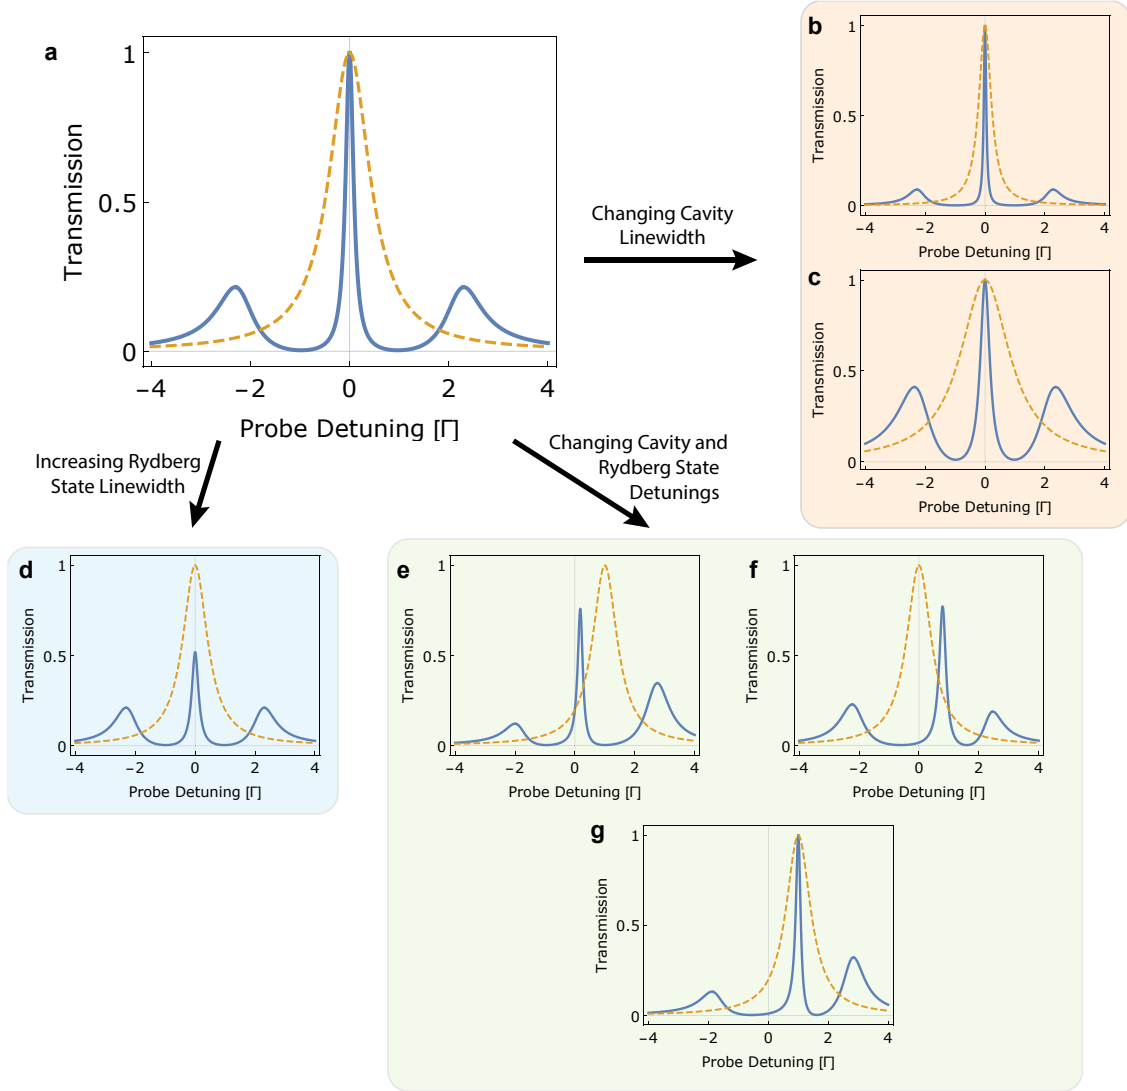 a
Transmission
1
0.5
0
−4
−2
0
2
4
Probe Detuning [Γ]
Changing Cavity
Linewidth
b
Transmission
1
0.5
0
−4
−2
0
2
4
Probe Detuning [Γ]
c
Transmission
1
0.5
0
−4
−2
0
2
4
Probe Detuning [Γ]
Increasing Rydberg
State Linewidth
Changing Cavity and
Rydberg State
Detunings
d
Transmission
1
0.5
0
−4
−2
0
2
4
Probe Detuning [Γ]
e
Transmission
1
0.5
0
−4
−2
0
2
4
Probe Detuning [Γ]
f
Transmission
1
0.5
0
−4
−2
0
2
4
Probe Detuning [Γ]
g
Transmission
1
0.5
0
−4
−2
0
2
4
Probe Detuning [Γ]